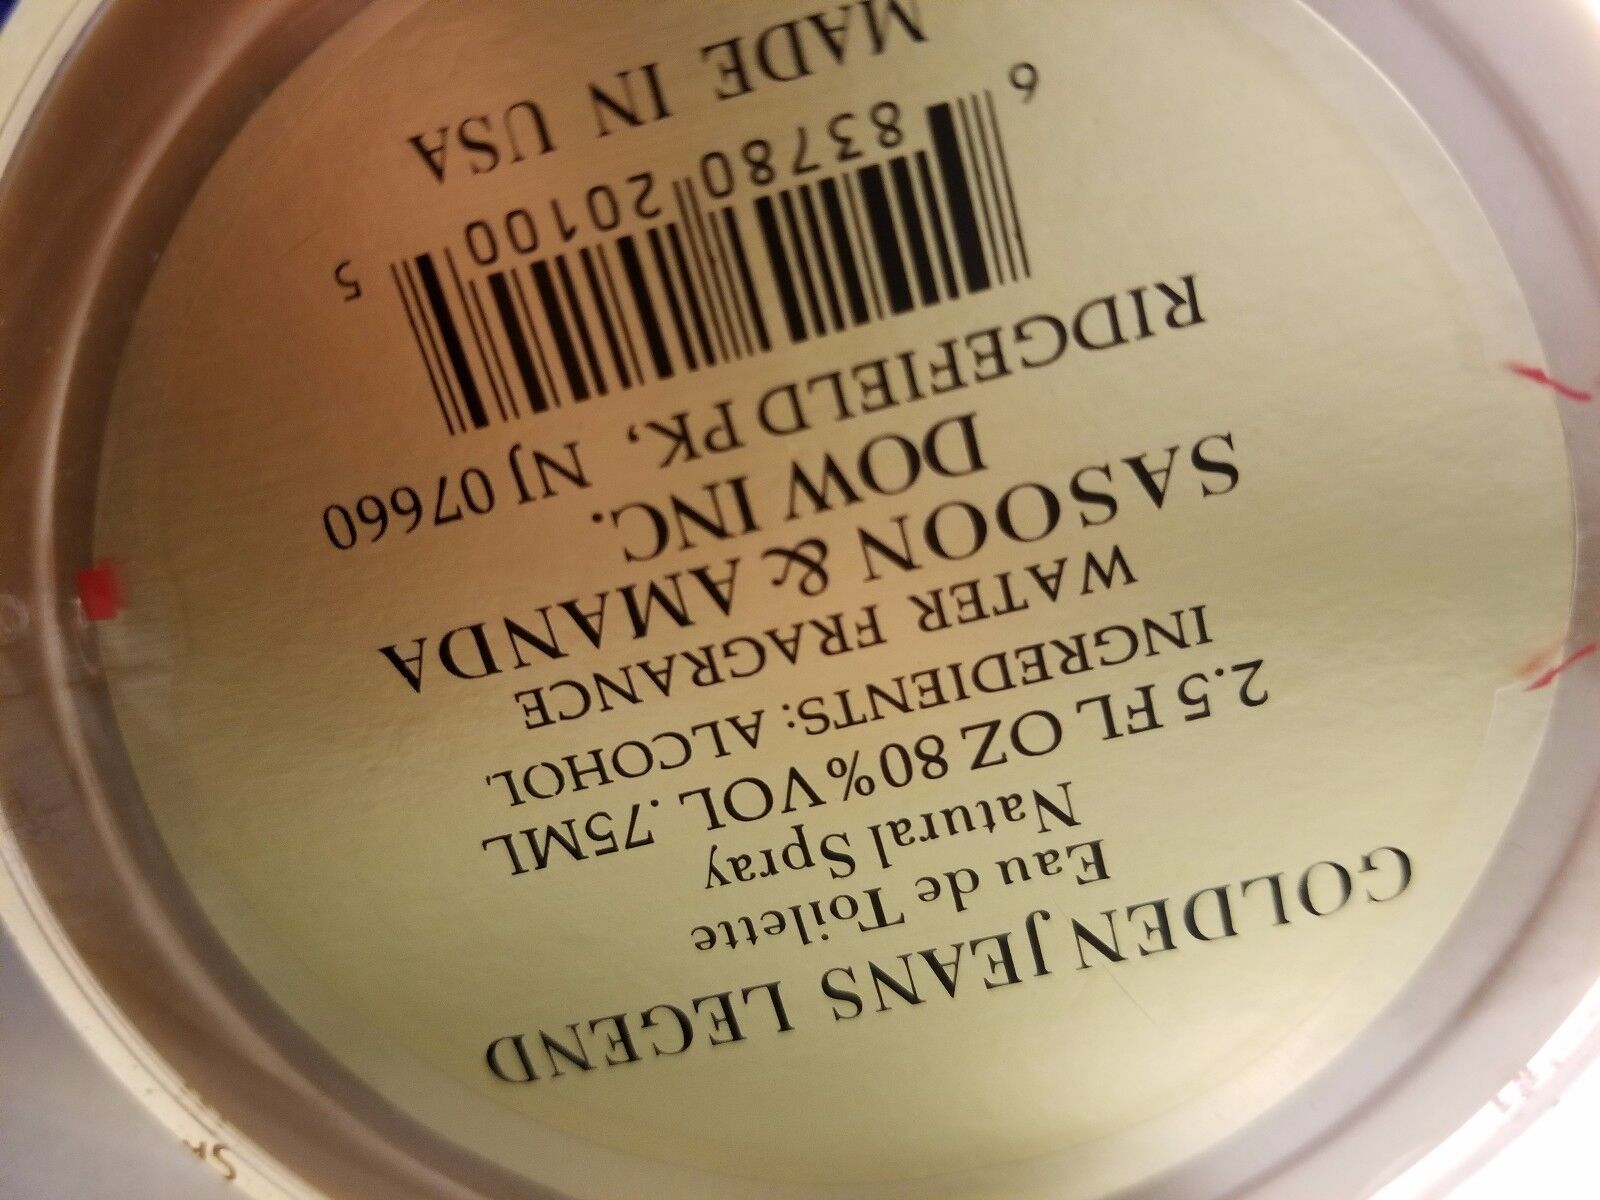 GOLDEN JEANS LEGEND
Eau de Toilette
Natural Spray
2.5 FL OZ 80% VOL .75ML
INGREDIENTS: ALCOHOL
WATER FRAGRANCE
SASOON & AMANDA
DOW INC.
RIDGEFIELD PK, NJ 07660
6 83780 20100 5
MADE IN USA